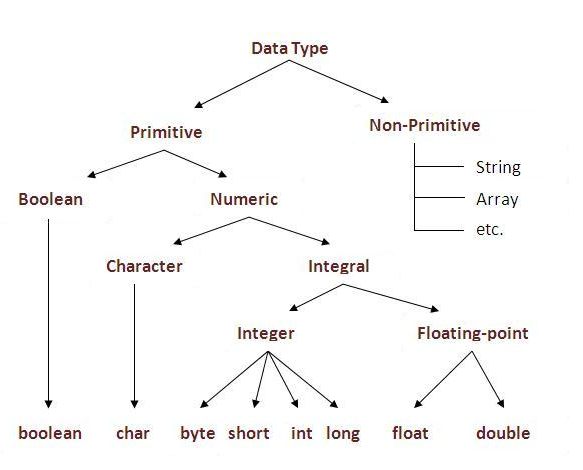 Data Type
Primitive
Non-Primitive
String
Array
etc.
Boolean
Numeric
Character
Integral
Integer
Floating-point
boolean
char
byte
short
int
long
float
double